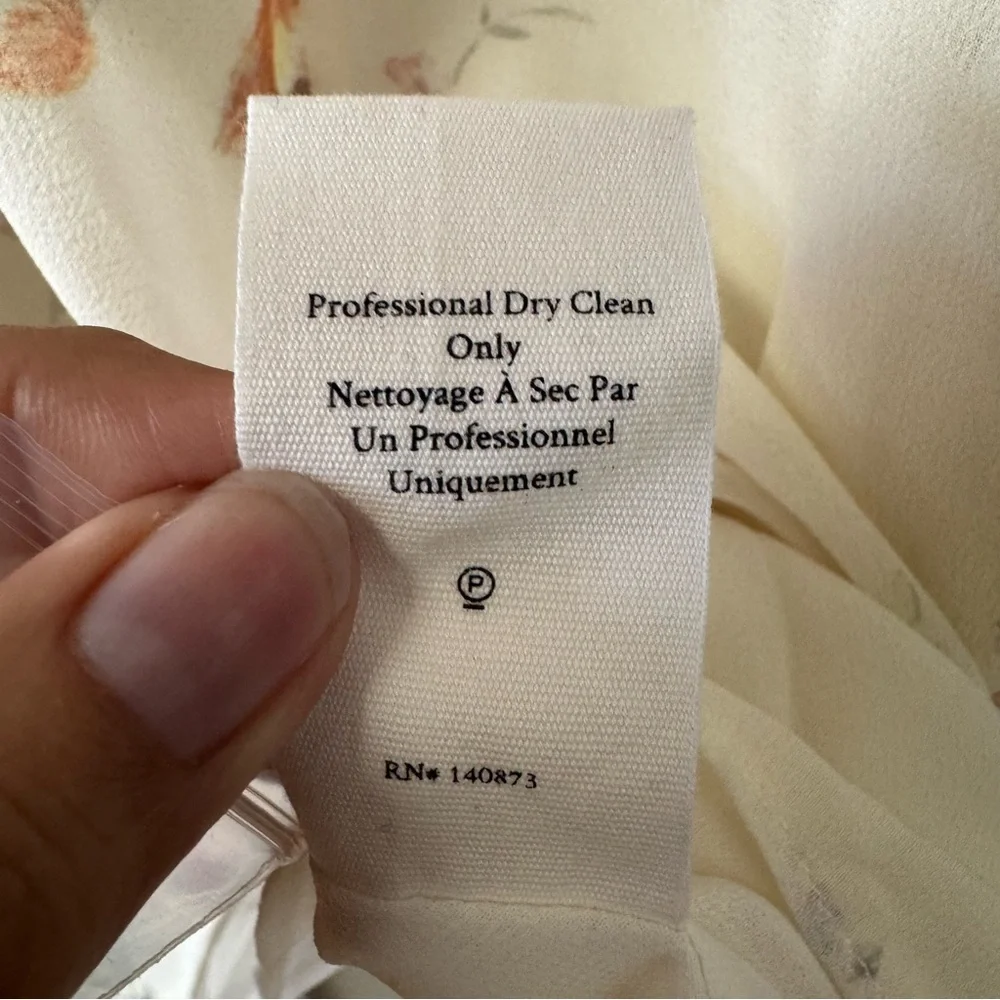 Professional Dry Clean
Only
Nettoyage À Sec Par
Un Professionnel
Uniquement
P
RN# 140873